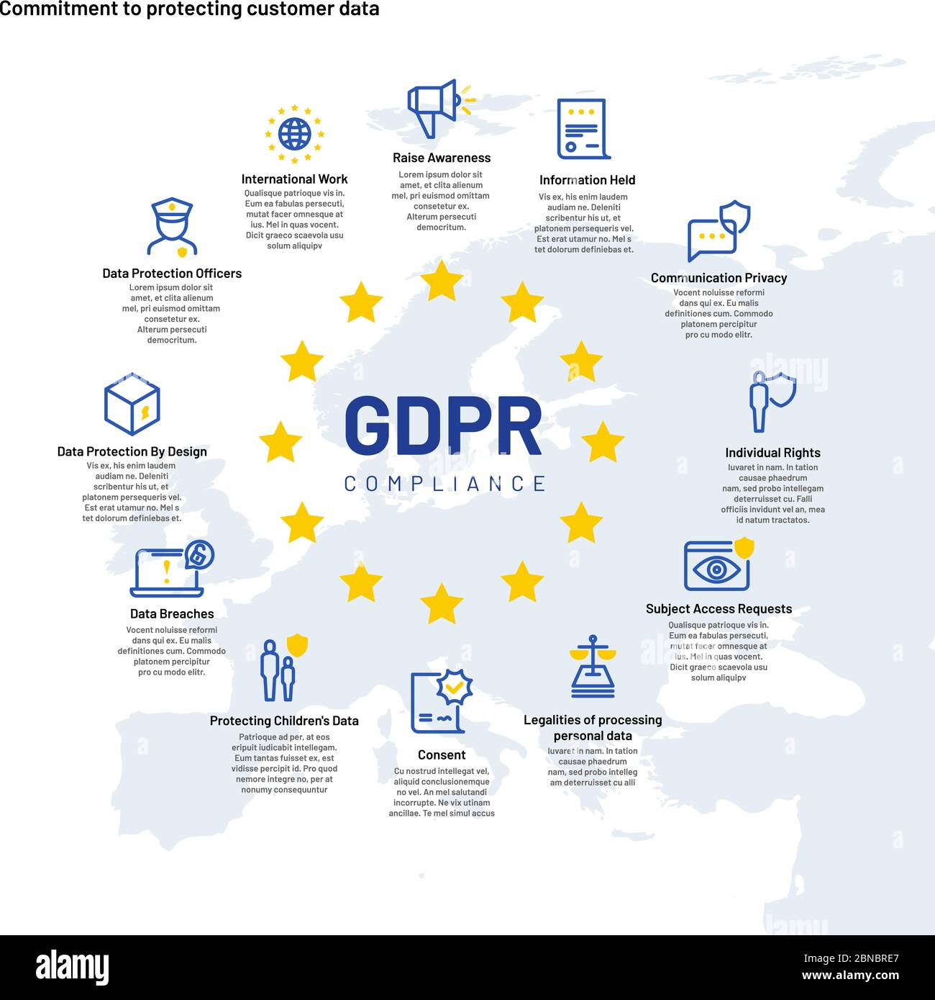 Commitment to protecting customer data
Raise Awareness
Lorem ipsum dolor sit
amet, et clita alienum
mel, pri euismod omittam
consetetur ex.
Alterum persecuti
democritum.
Information Held
Vis ex, his enim laudem
audiam ne. Deleniti
scribentur his ut, et
platonem persequeris vel.
Est erat utamur no. Mel s
tet dolorum definiebas et.
Communication Privacy
Vocent noluisse reformi
dans qui ex. Eu malis
definitiones cum. Commodo
platonem percipitur
pro cu modo elitr.
Individual Rights
Iuvaret in nam. In tation
causae phaedrum
nam, sed probo intellegam
deterruisset cu. Falli
officiis invidunt vel an, mea
id natum tractatos.
Subject Access Requests
Qualisque patrioque vis in.
Eum ea fabulas persecuti,
mutat facer omnesque at
ius. Mel in quas vocent.
Dicit graeco scaevola usu
solum aliquipv
Legalities of processing
personal data
Iuvaret in nam. In tation
causae phaedrum
nam, sed probo intelleg
am deterruisset cu alli
Consent
Cu nostrud intellegat vel,
aliquid conclusionemque
no vel. An mel salutandi
incorrupte. Ne vix utinam
ancillae. Te mel simul accus
Protecting Children's Data
Patrioque ad per, at eos
eripuit iudicabit intellegam.
Eum tantas fuisset ex, est
vidisse percipit id. Pro quod
nemore integre no, per at
nonumy consequuntur
Data Breaches
Vocent noluisse reformi
dans qui ex. Eu malis
definitiones cum. Commodo
platonem percipitur
pro cu modo elitr.
Data Protection By Design
Vis ex, his enim laudem
audiam ne. Deleniti
scribentur his ut, et
platonem persequeris vel.
Est erat utamur no. Mel s
tet dolorum definiebas et.
Data Protection Officers
Lorem ipsum dolor sit
amet, et clita alienum
mel, pri euismod omittam
consetetur ex.
Alterum persecuti
democritum.
International Work
Qualisque patrioque vis in.
Eum ea fabulas persecuti,
mutat facer omnesque at
ius. Mel in quas vocent.
Dicit graeco scaevola usu
solum aliquipv
GDPR
COMPLIANCE
alamy
alamy
alamy
alamy
a
a
a
a
a
a
a
a
a
a
a
alamy
Image ID: 2BNBRE7
www.alamy.com